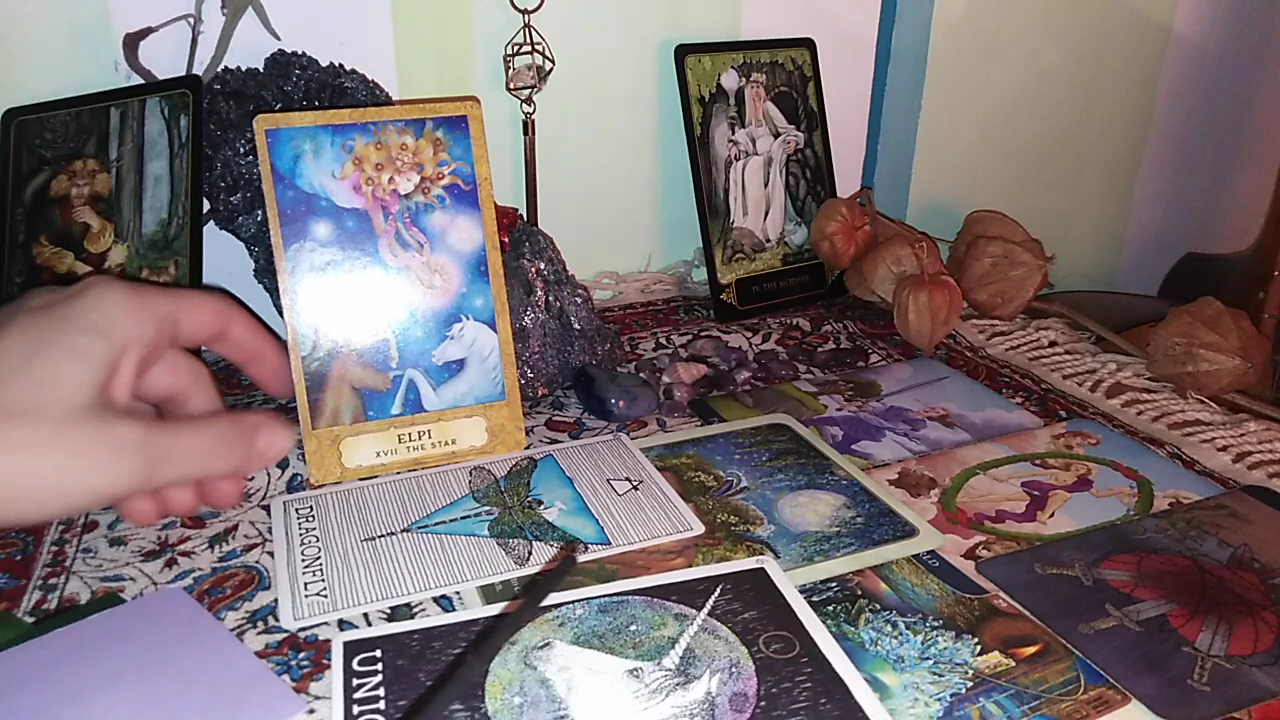 IV THE MOTHER
ELPI
XVII. THE STAR
DRAGONFLY
UNIC